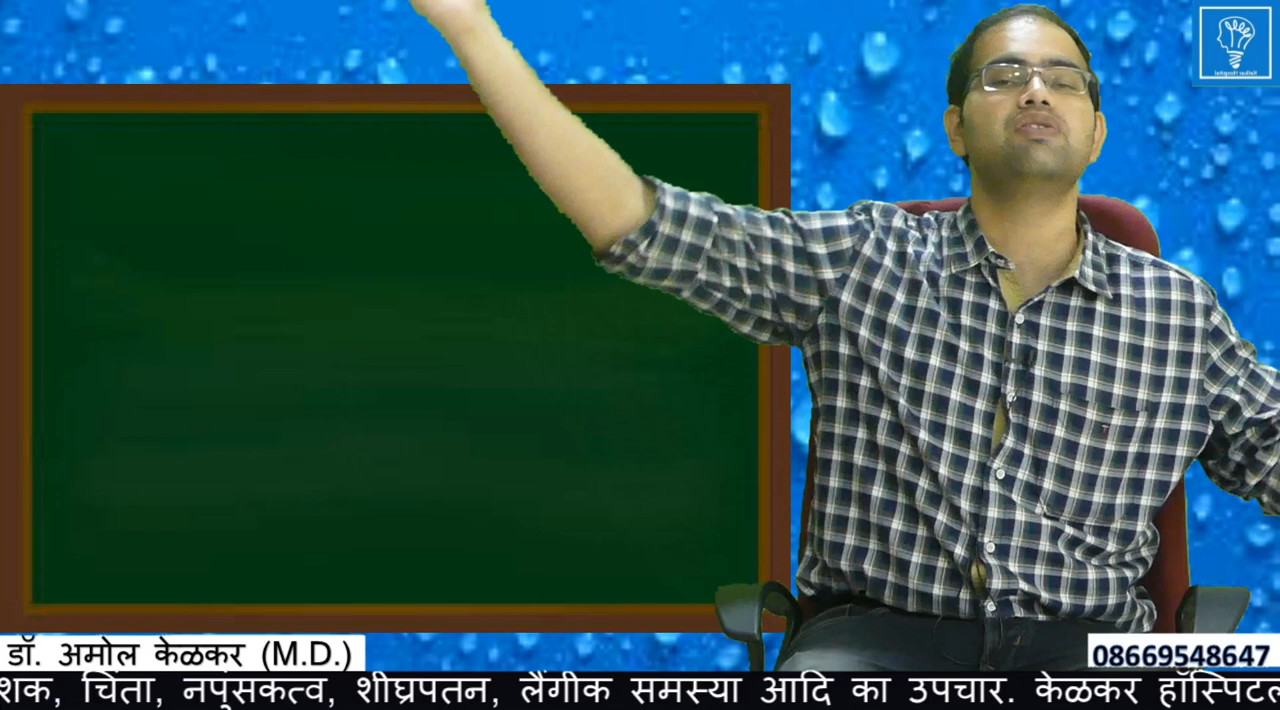 डॉ. अमोल केळकर (M.D.)
08669548647
शक, चिंता, नपुंसकत्व, शीघ्रपतन, लैंगीक समस्या आदि का उपचार. केळकर हॉस्पिटल